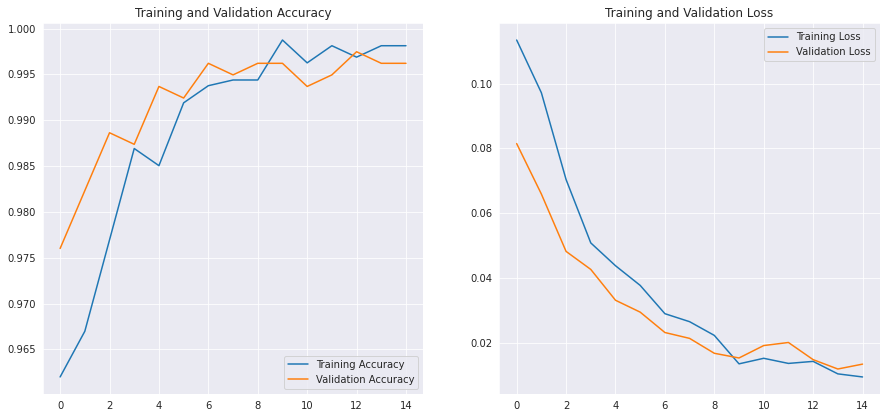 Training and Validation Accuracy
1.000
0.995
0.990
0.985
0.980
0.975
0.970
0.965
0 2 4 6 8 10 12 14
Training Accuracy
Validation Accuracy
Training and Validation Loss
0.10
0.08
0.06
0.04
0.02
0 2 4 6 8 10 12 14
Training Loss
Validation Loss